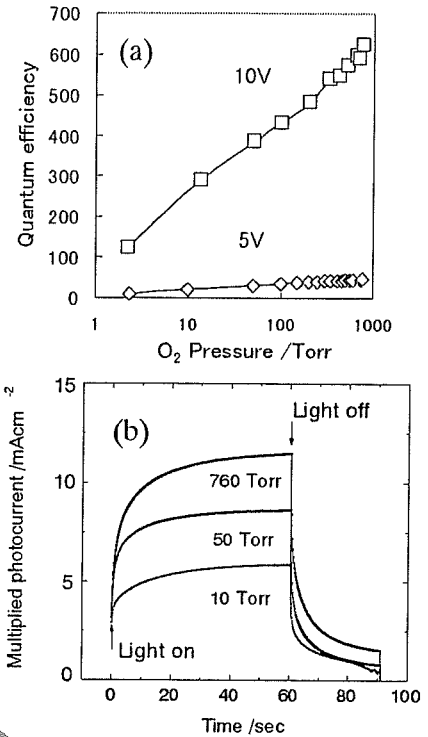 700
(a)
600
10V
500
400
300
200
5V
100
0
1
10
100
1000
Quantum efficiency
O₂ Pressure /Torr
15
(b)
Light off
10
760 Torr
50 Torr
5
10 Torr
Light on
0
0
20
40
60
80
100
Multiplied photocurrent /mAcm⁻²
Time /sec